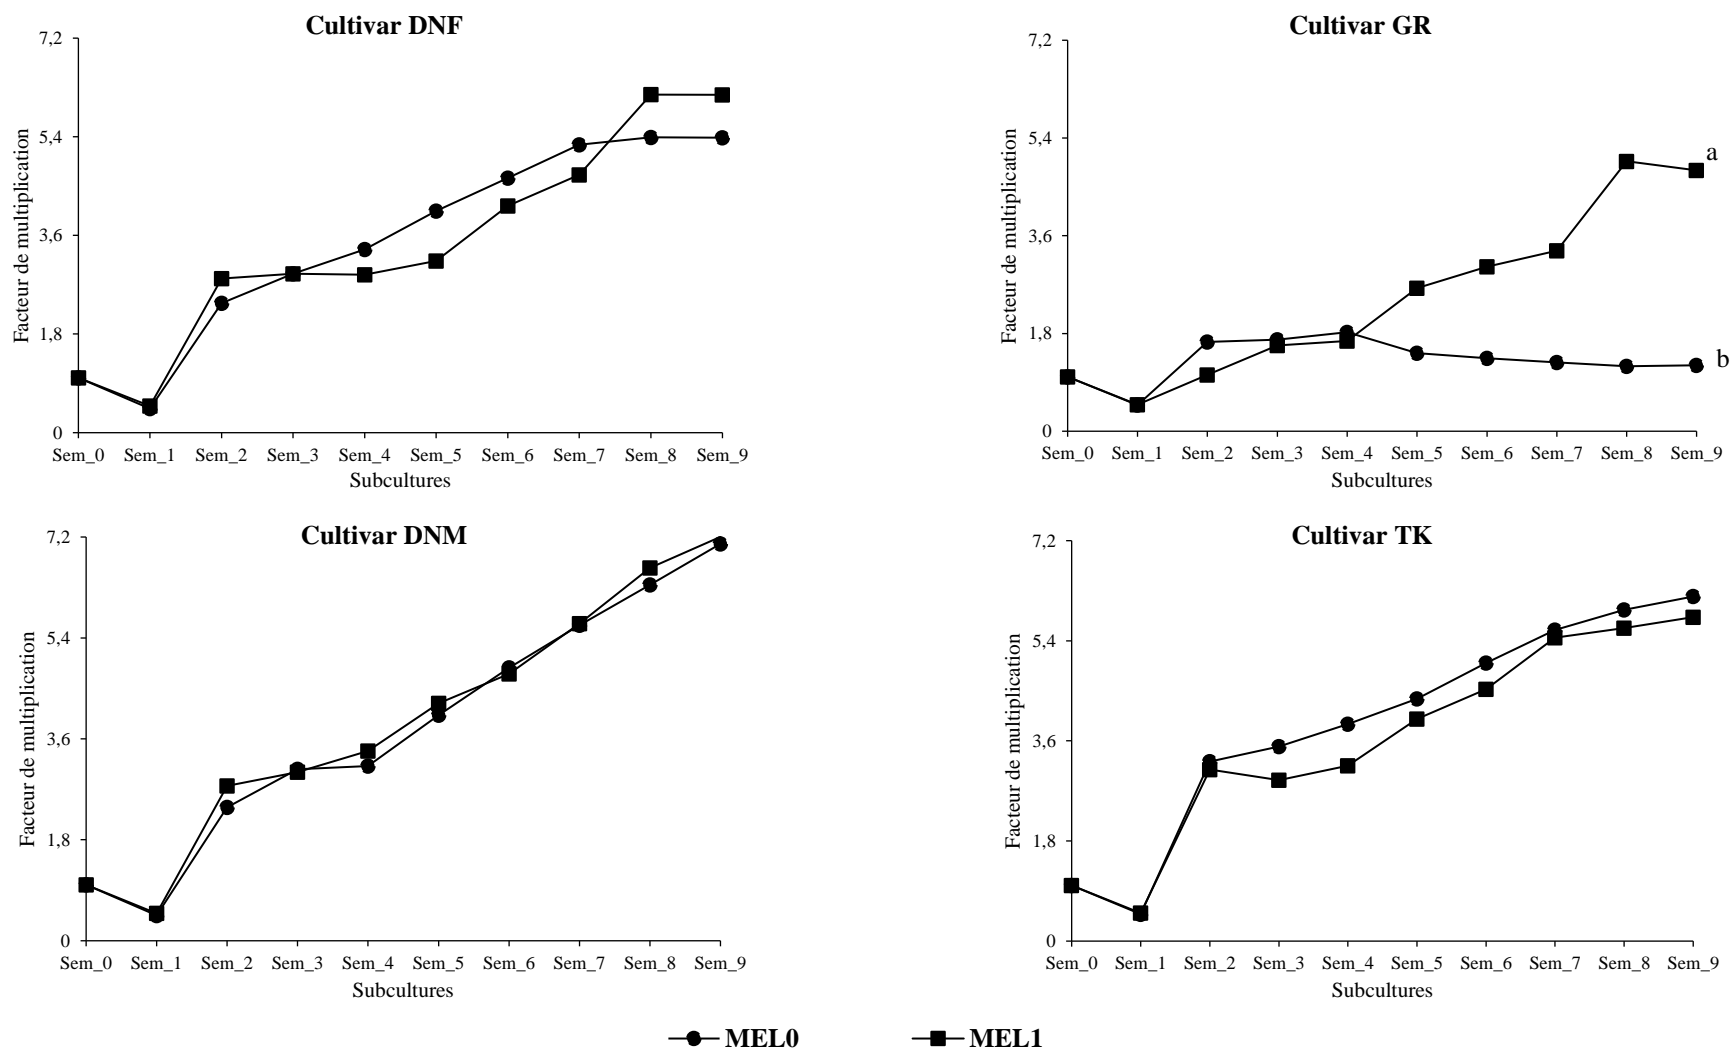 Cultivar DNF
7,2
5,4
3,6
1,8
0
Facteur de multiplication
Sem_0 Sem_1 Sem_2 Sem_3 Sem_4 Sem_5 Sem_6 Sem_7 Sem_8 Sem_9
Subcultures
Cultivar GR
7,2
5,4
3,6
1,8
0
Facteur de multiplication
a
b
Sem_0 Sem_1 Sem_2 Sem_3 Sem_4 Sem_5 Sem_6 Sem_7 Sem_8 Sem_9
Subcultures
Cultivar DNM
7,2
5,4
3,6
1,8
0
Facteur de multiplication
Sem_0 Sem_1 Sem_2 Sem_3 Sem_4 Sem_5 Sem_6 Sem_7 Sem_8 Sem_9
Subcultures
Cultivar TK
7,2
5,4
3,6
1,8
0
Facteur de multiplication
Sem_0 Sem_1 Sem_2 Sem_3 Sem_4 Sem_5 Sem_6 Sem_7 Sem_8 Sem_9
Subcultures
MEL0 MEL1